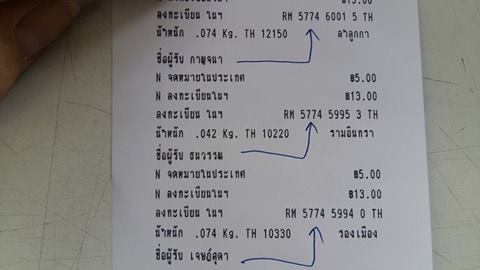 ฿13.00
ลงทะเบียน ในฯ RM 5774 6001 5 TH
น้ำหนัก .074 Kg. TH 12150 ลำลูกกา
ชื่อผู้รับ กาญจนา
N จดหมายในประเทศ ฿5.00
N ลงทะเบียนในฯ ฿13.00
ลงทะเบียน ในฯ RM 5774 5995 3 TH
น้ำหนัก .042 Kg. TH 10220 รามอินทรา
ชื่อผู้รับ ธนวรรณ
N จดหมายในประเทศ ฿5.00
N ลงทะเบียนในฯ ฿13.00
ลงทะเบียน ในฯ RM 5774 5994 0 TH
น้ำหนัก .074 Kg. TH 10330 รองเมือง
ชื่อผู้รับ เจษฎ์สุดา